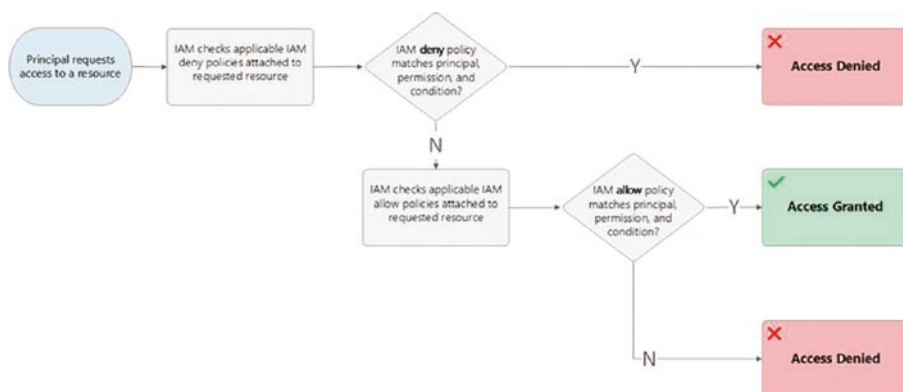 Principal requests
access to a resource
IAM checks applicable IAM
deny policies attached to
requested resource
IAM deny policy
matches principal,
permission, and
condition?
Y
Access Denied
N
IAM checks applicable IAM
allow policies attached to
requested resource
IAM allow policy
matches principal,
permission, and
condition?
Y
Access Granted
N
Access Denied